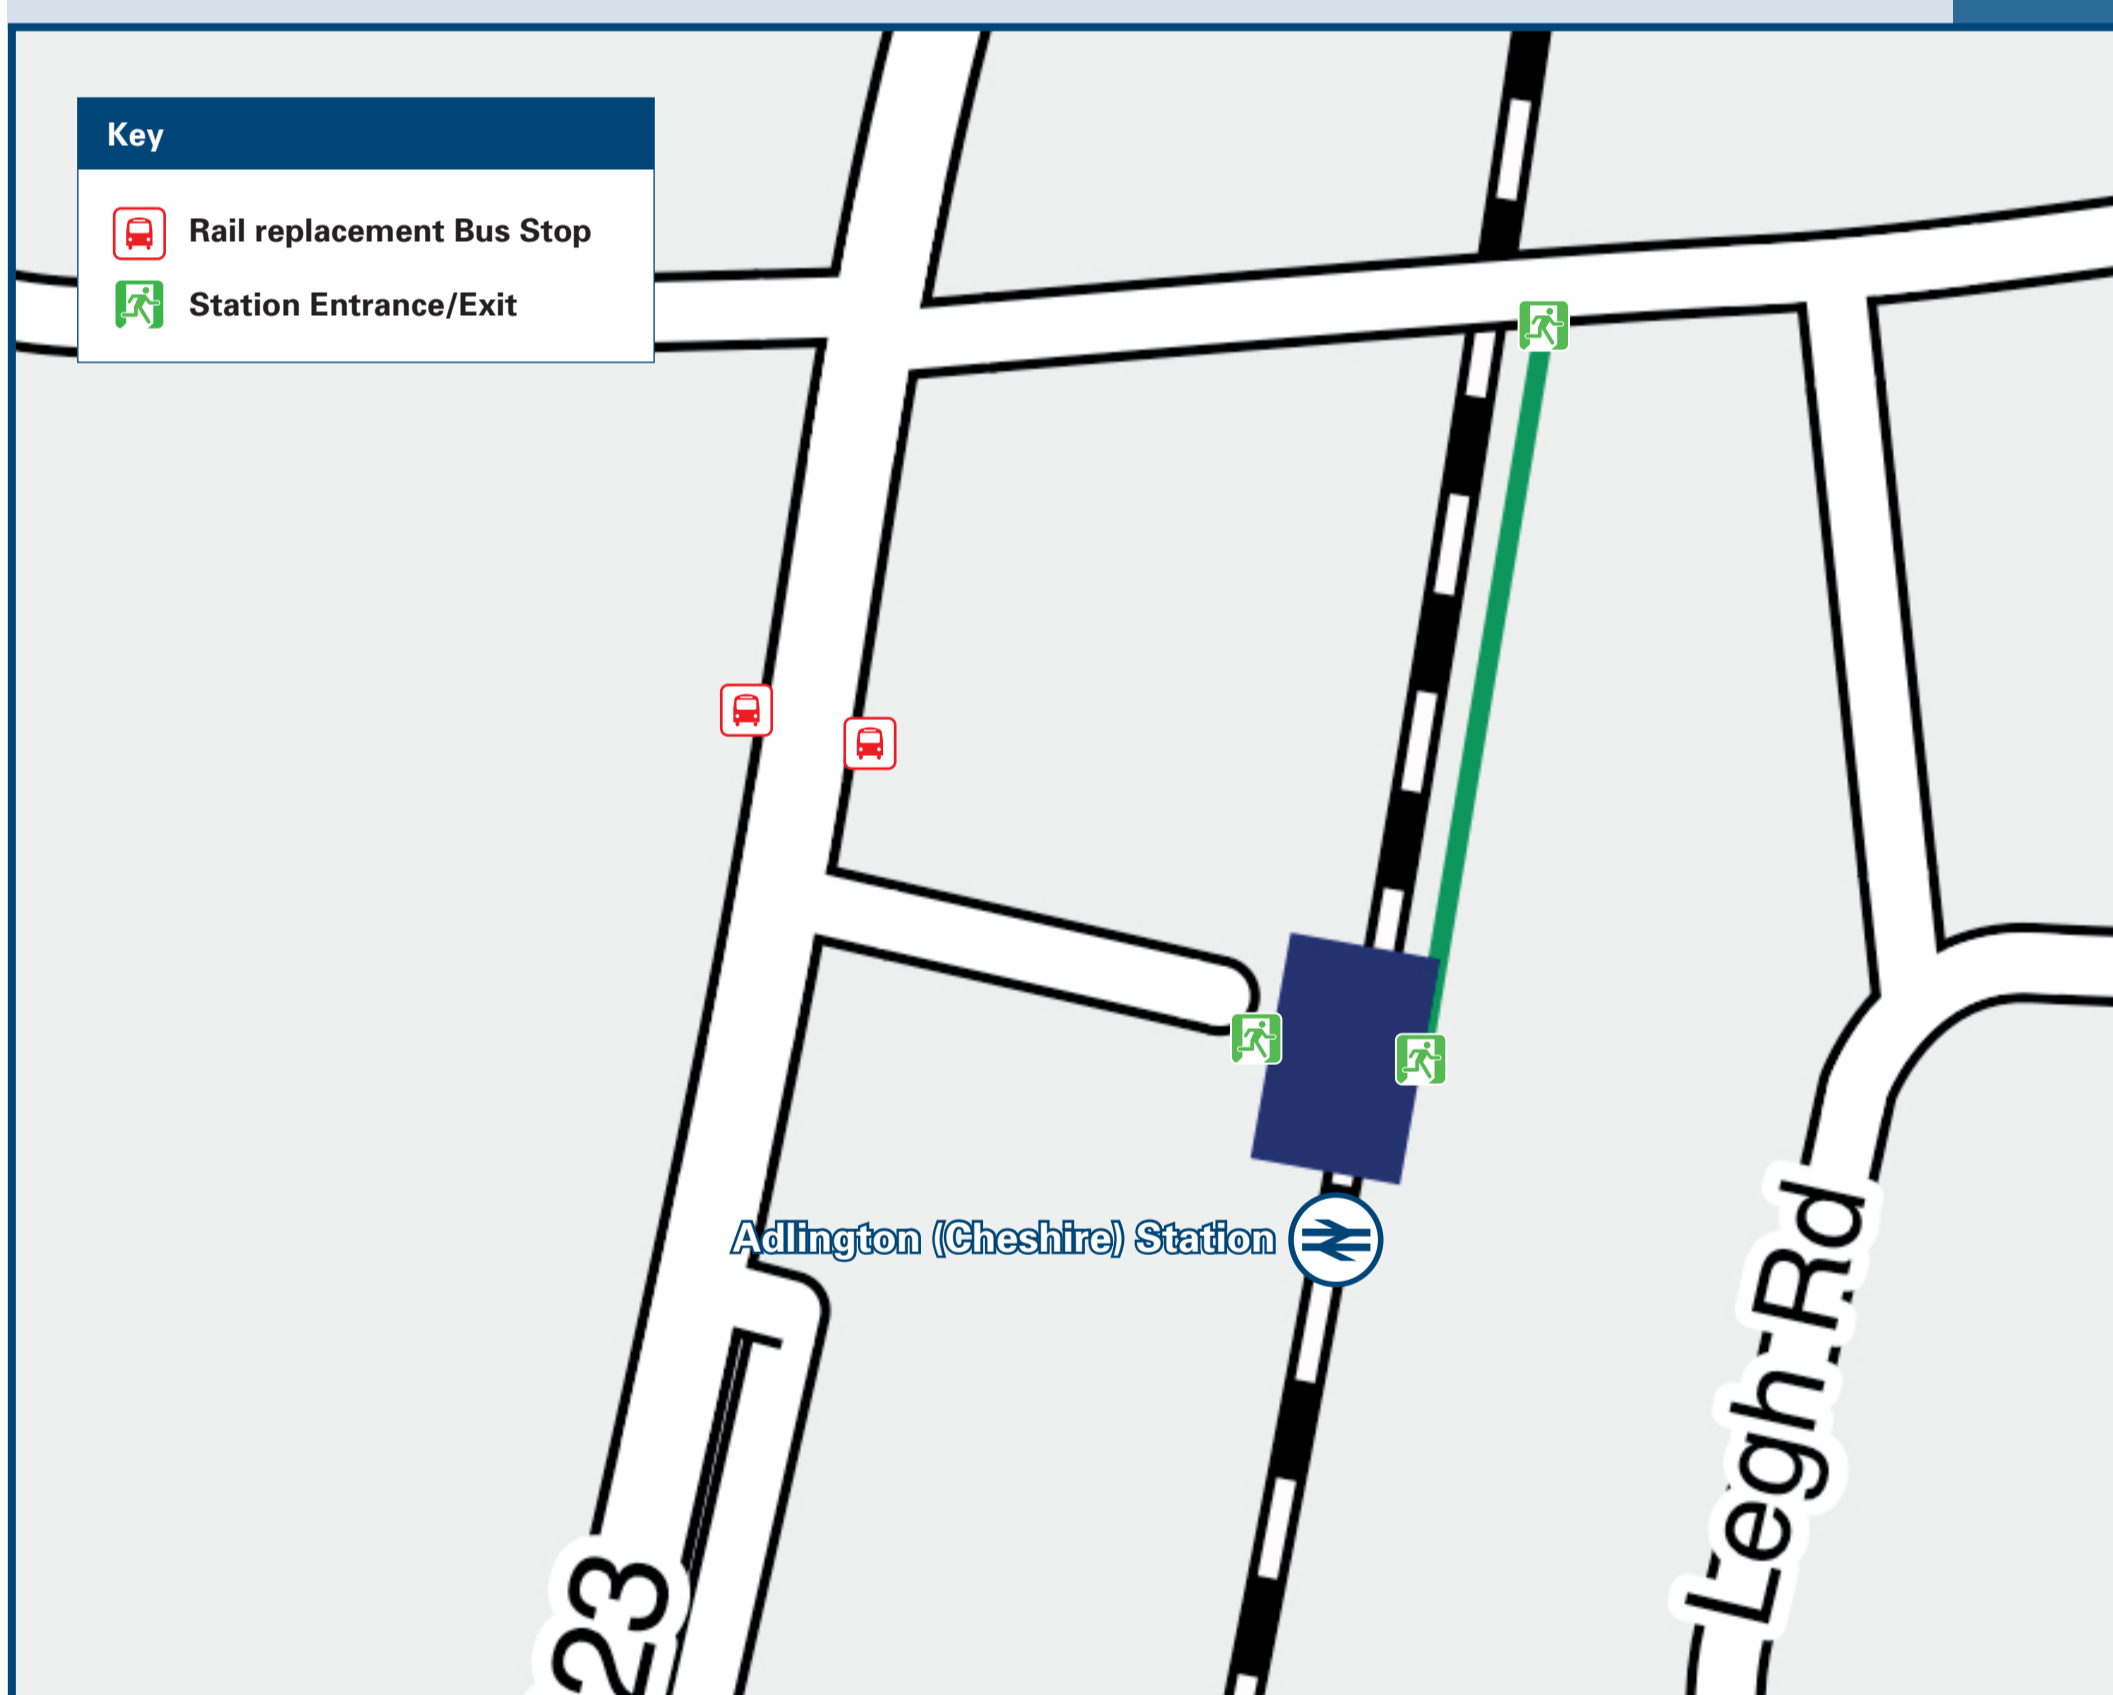 Key
Rail replacement Bus Stop
Station Entrance/Exit
Adlington (Cheshire) Station
Legh Rd
23